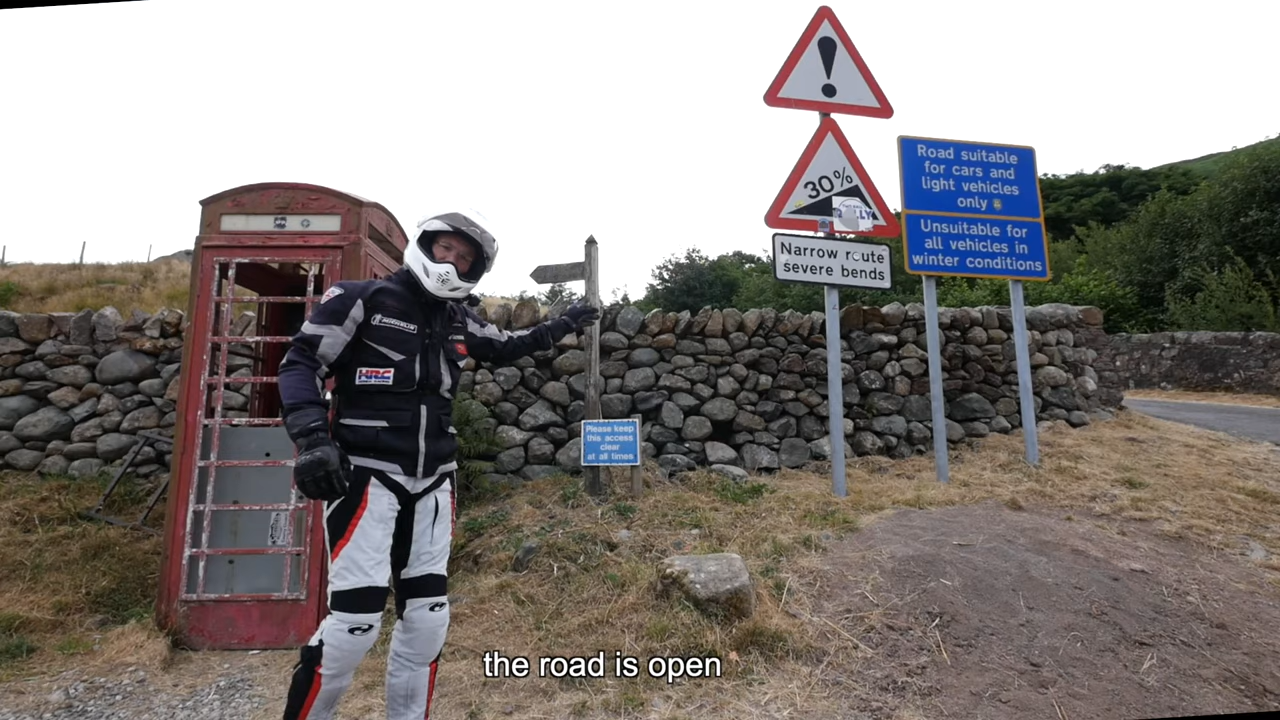 30%
RALLY
Narrow route
severe bends
Road suitable
for cars and
light vehicles
only
Unsuitable for
all vehicles in
winter conditions
HRC
Please keep
this access
clear
at all times
the road is open